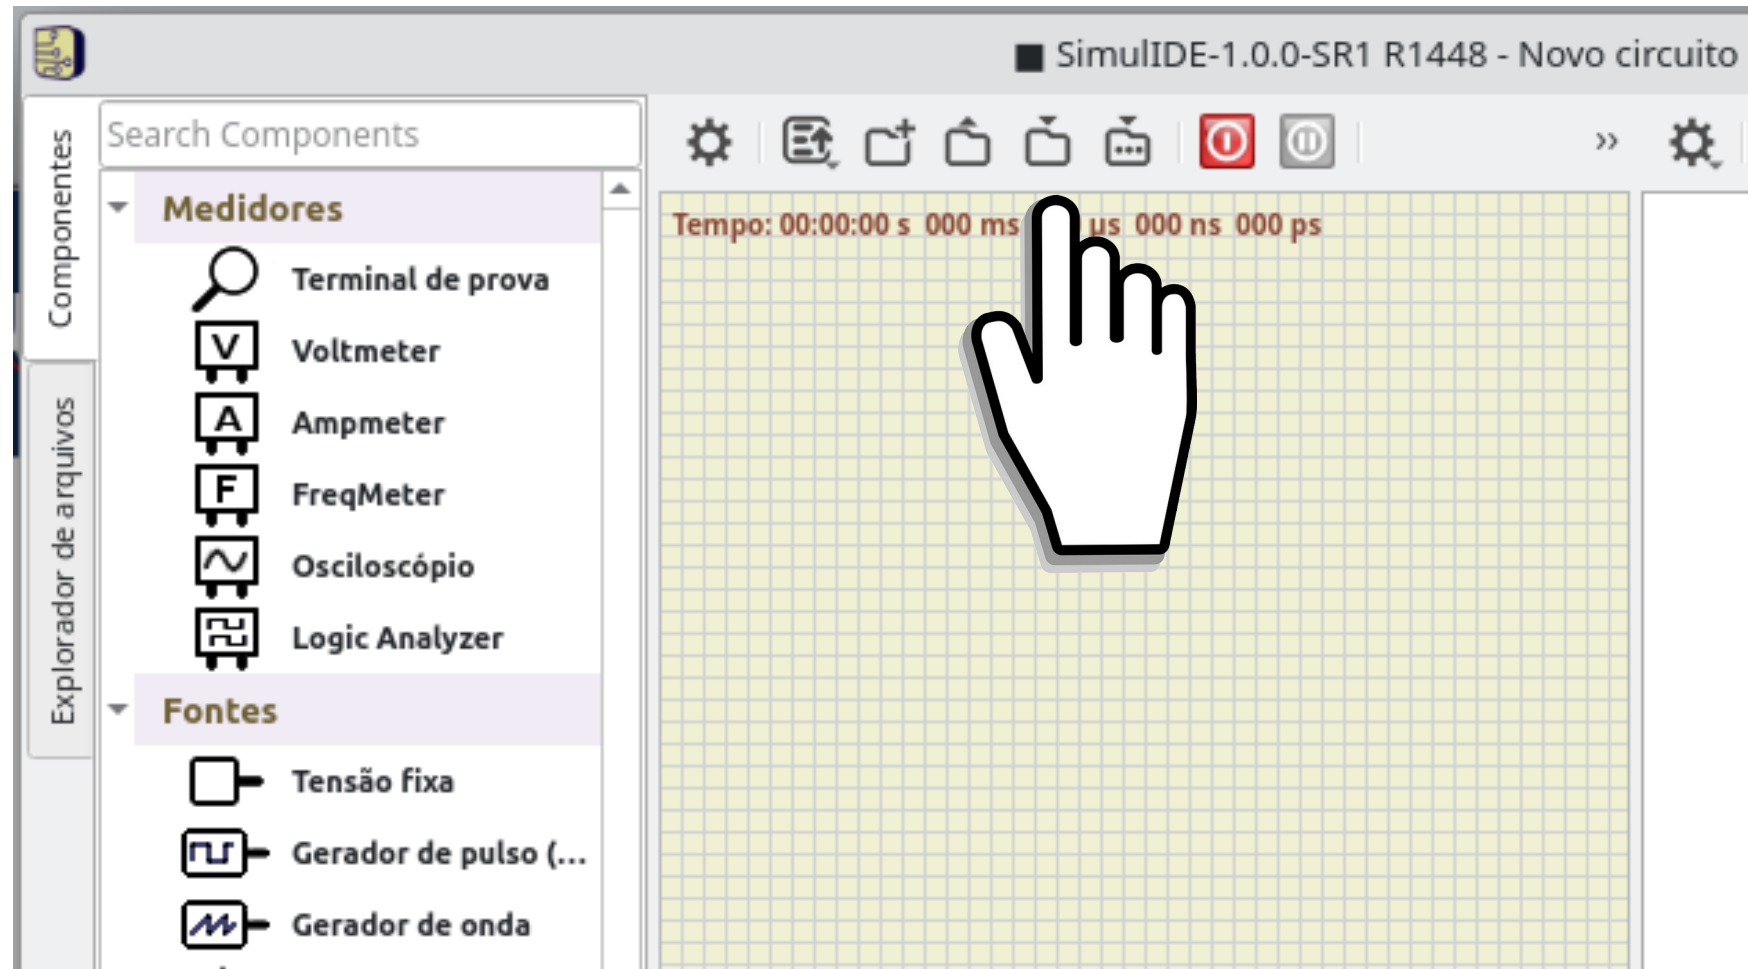 SimulIDE-1.0.0-SR1 R1448 - Novo circuito
Componentes
Explorador de arquivos
Search Components
Medidores
Terminal de prova
V Voltmeter
A Ampmeter
F FreqMeter
Osciloscópio
Logic Analyzer
Fontes
Tensão fixa
Gerador de pulso (...
Gerador de onda
»
Tempo: 00:00:00 s 000 ms µs 000 ns 000 ps